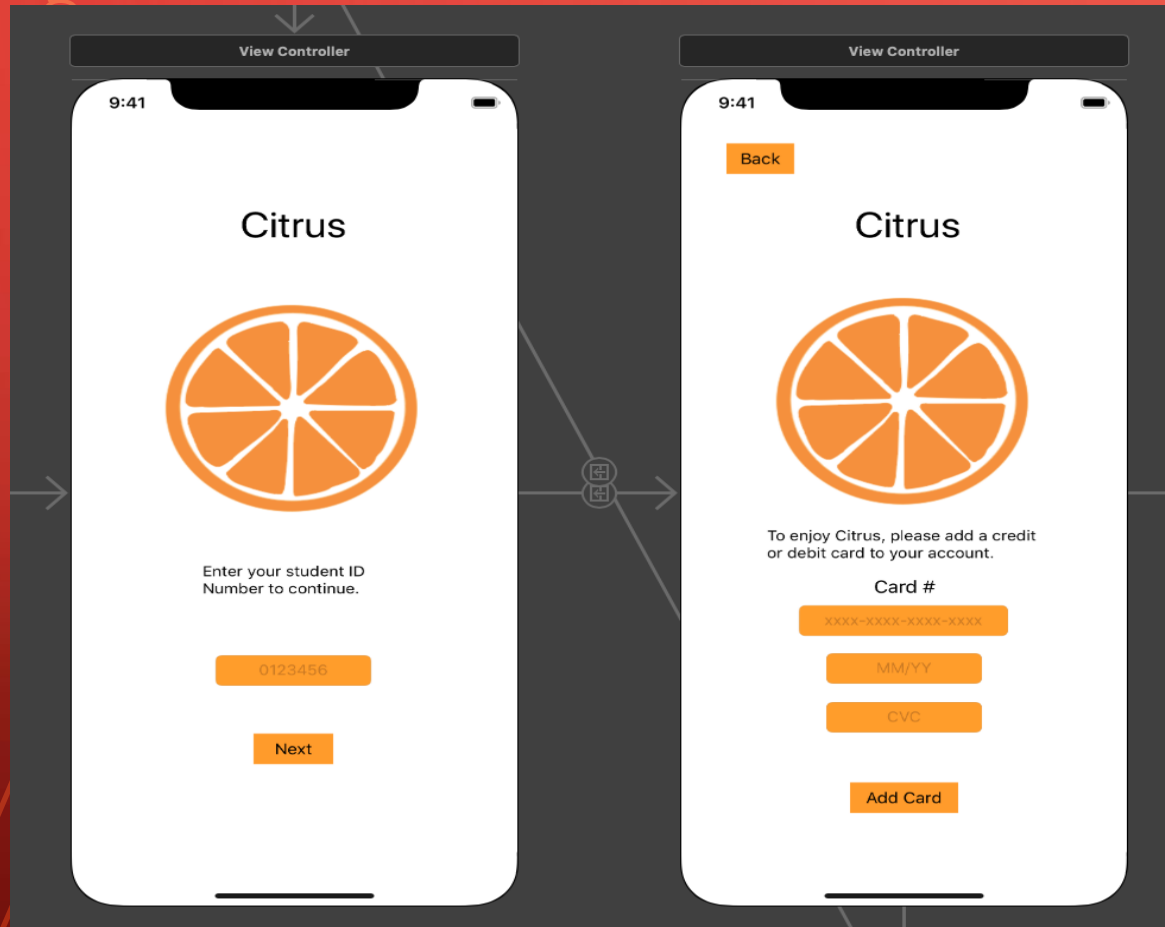 View Controller
9:41
Citrus
Enter your student ID
Number to continue.
0123456
Next
View Controller
9:41
Back
Citrus
To enjoy Citrus, please add a credit
or debit card to your account.
Card #
xxxx-xxxx-xxxx-xxxx
MM/YY
CVC
Add Card